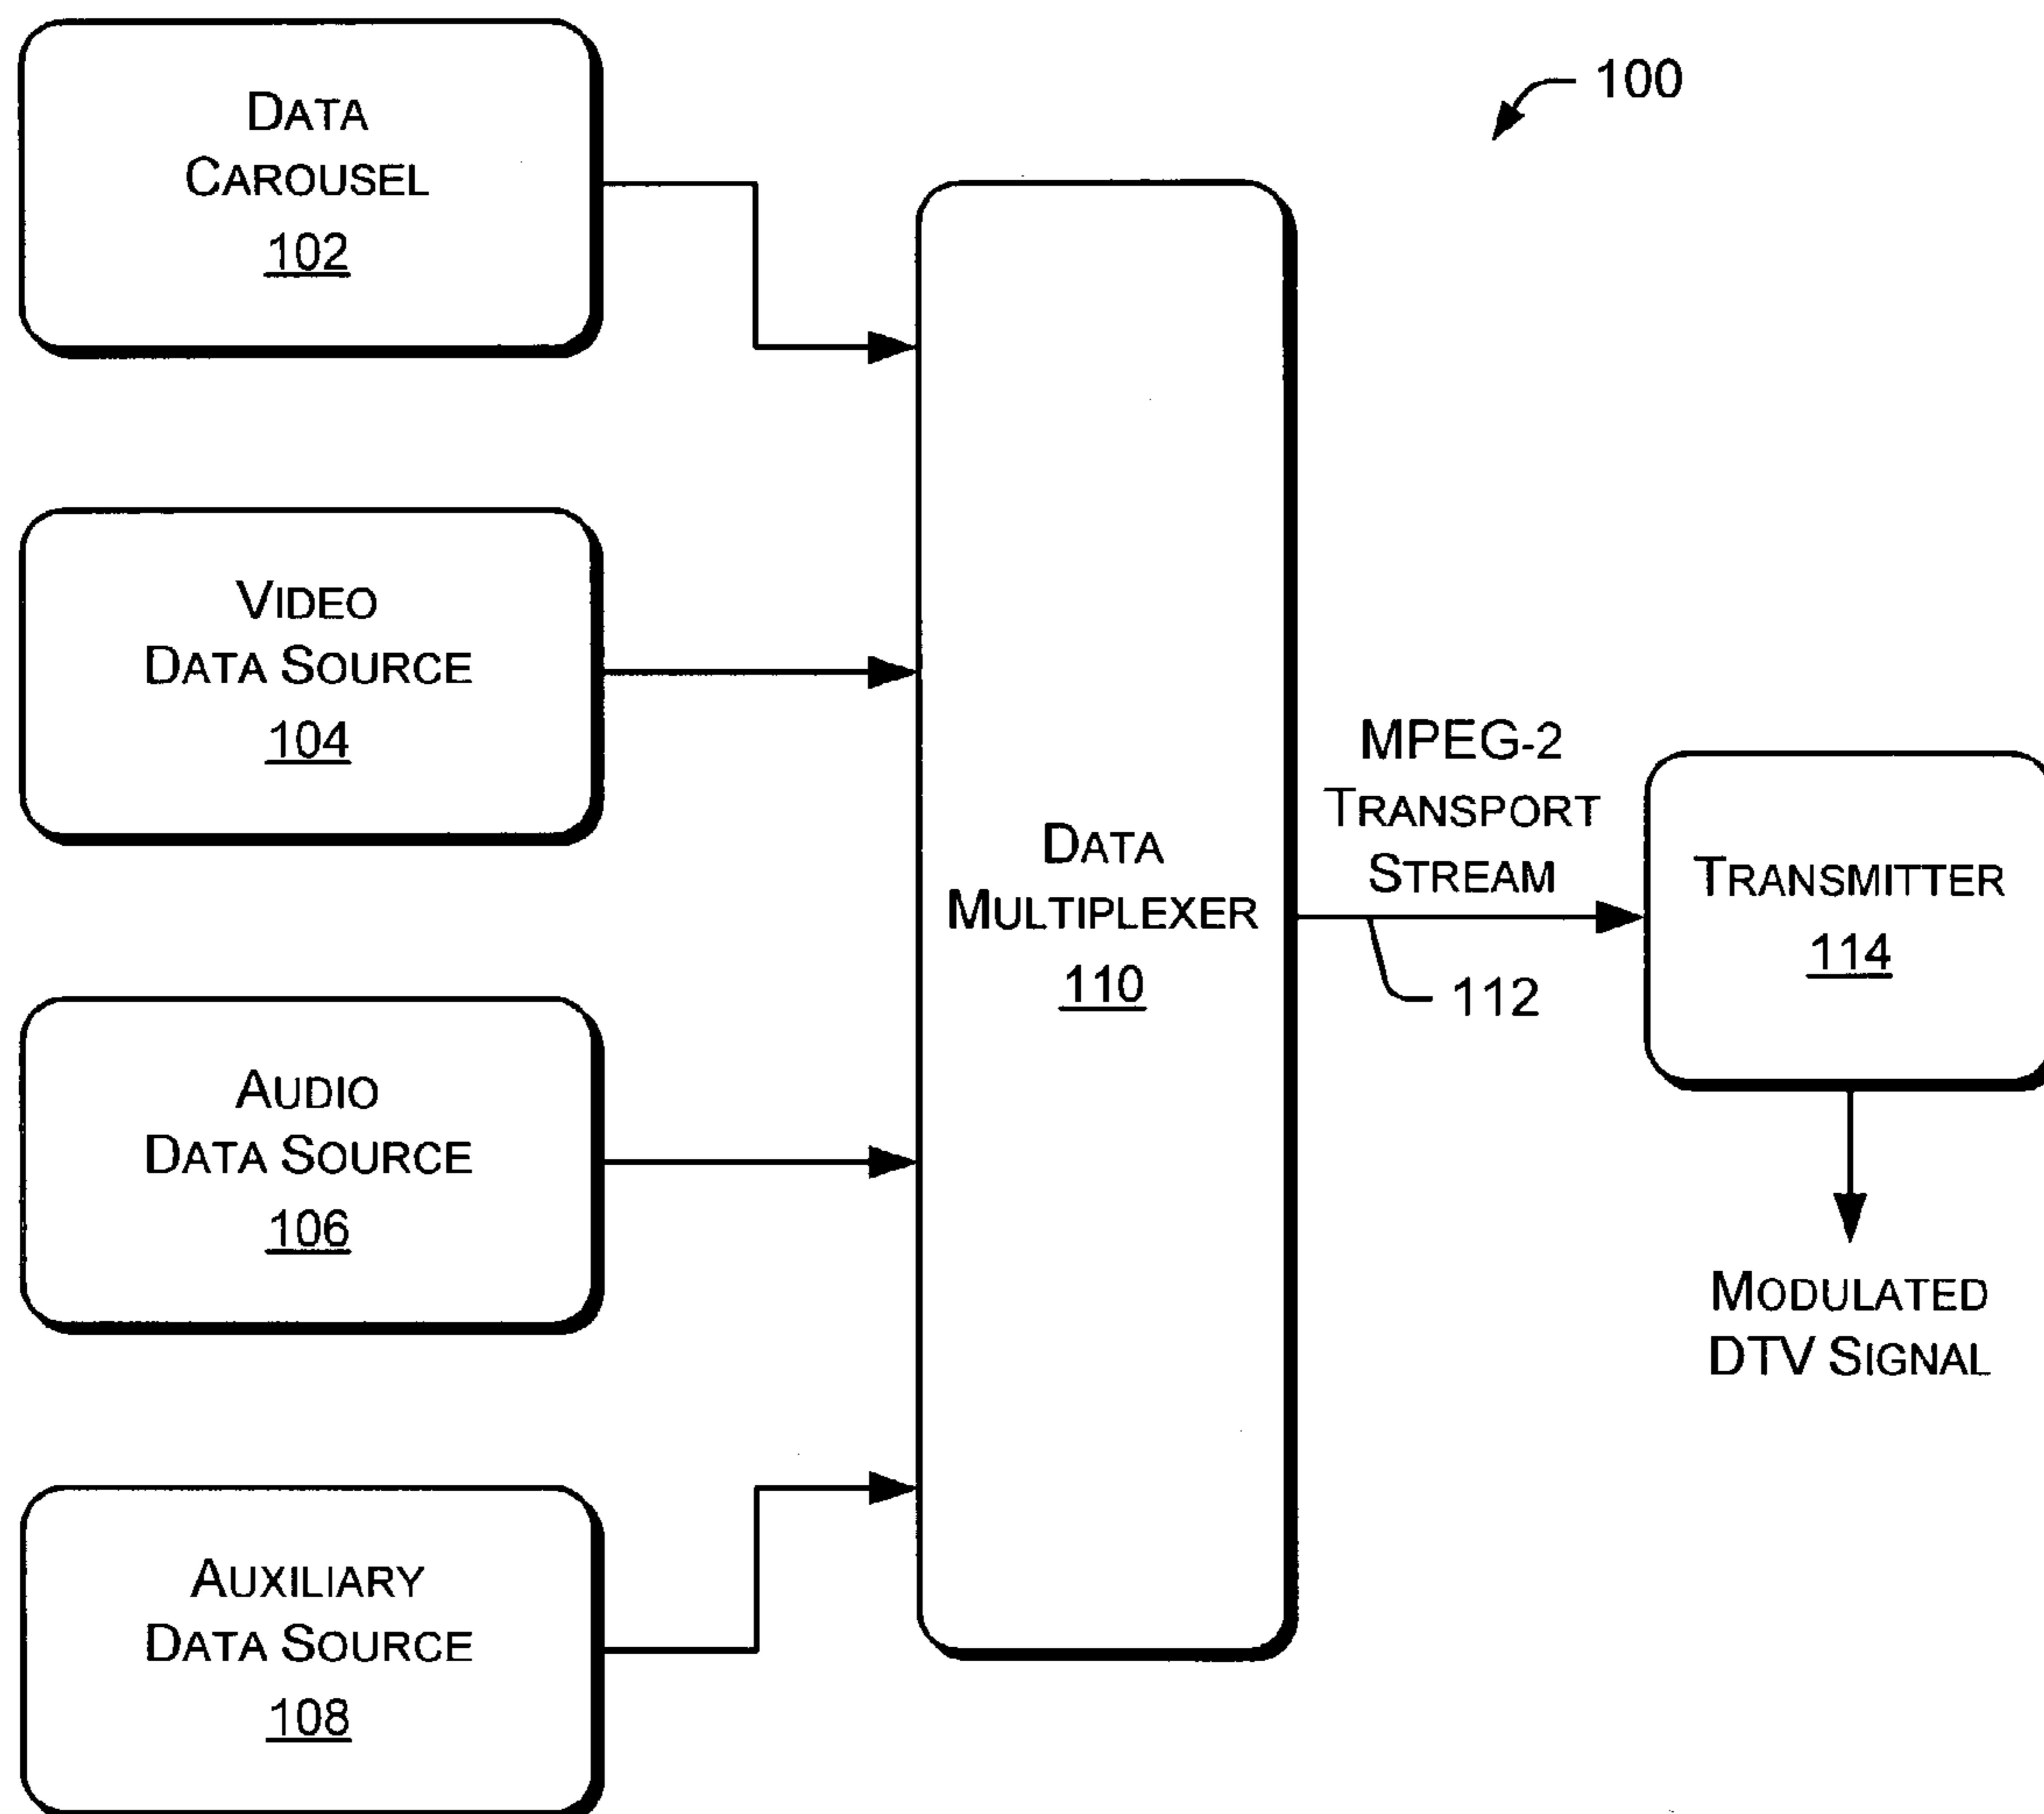 DATA
CAROUSEL
102
100
VIDEO
DATA SOURCE
104
AUDIO
DATA SOURCE
106
AUXILIARY
DATA SOURCE
108
DATA
MULTIPLEXER
110
MPEG-2
TRANSPORT
STREAM
112
TRANSMITTER
114
MODULATED
DTV SIGNAL